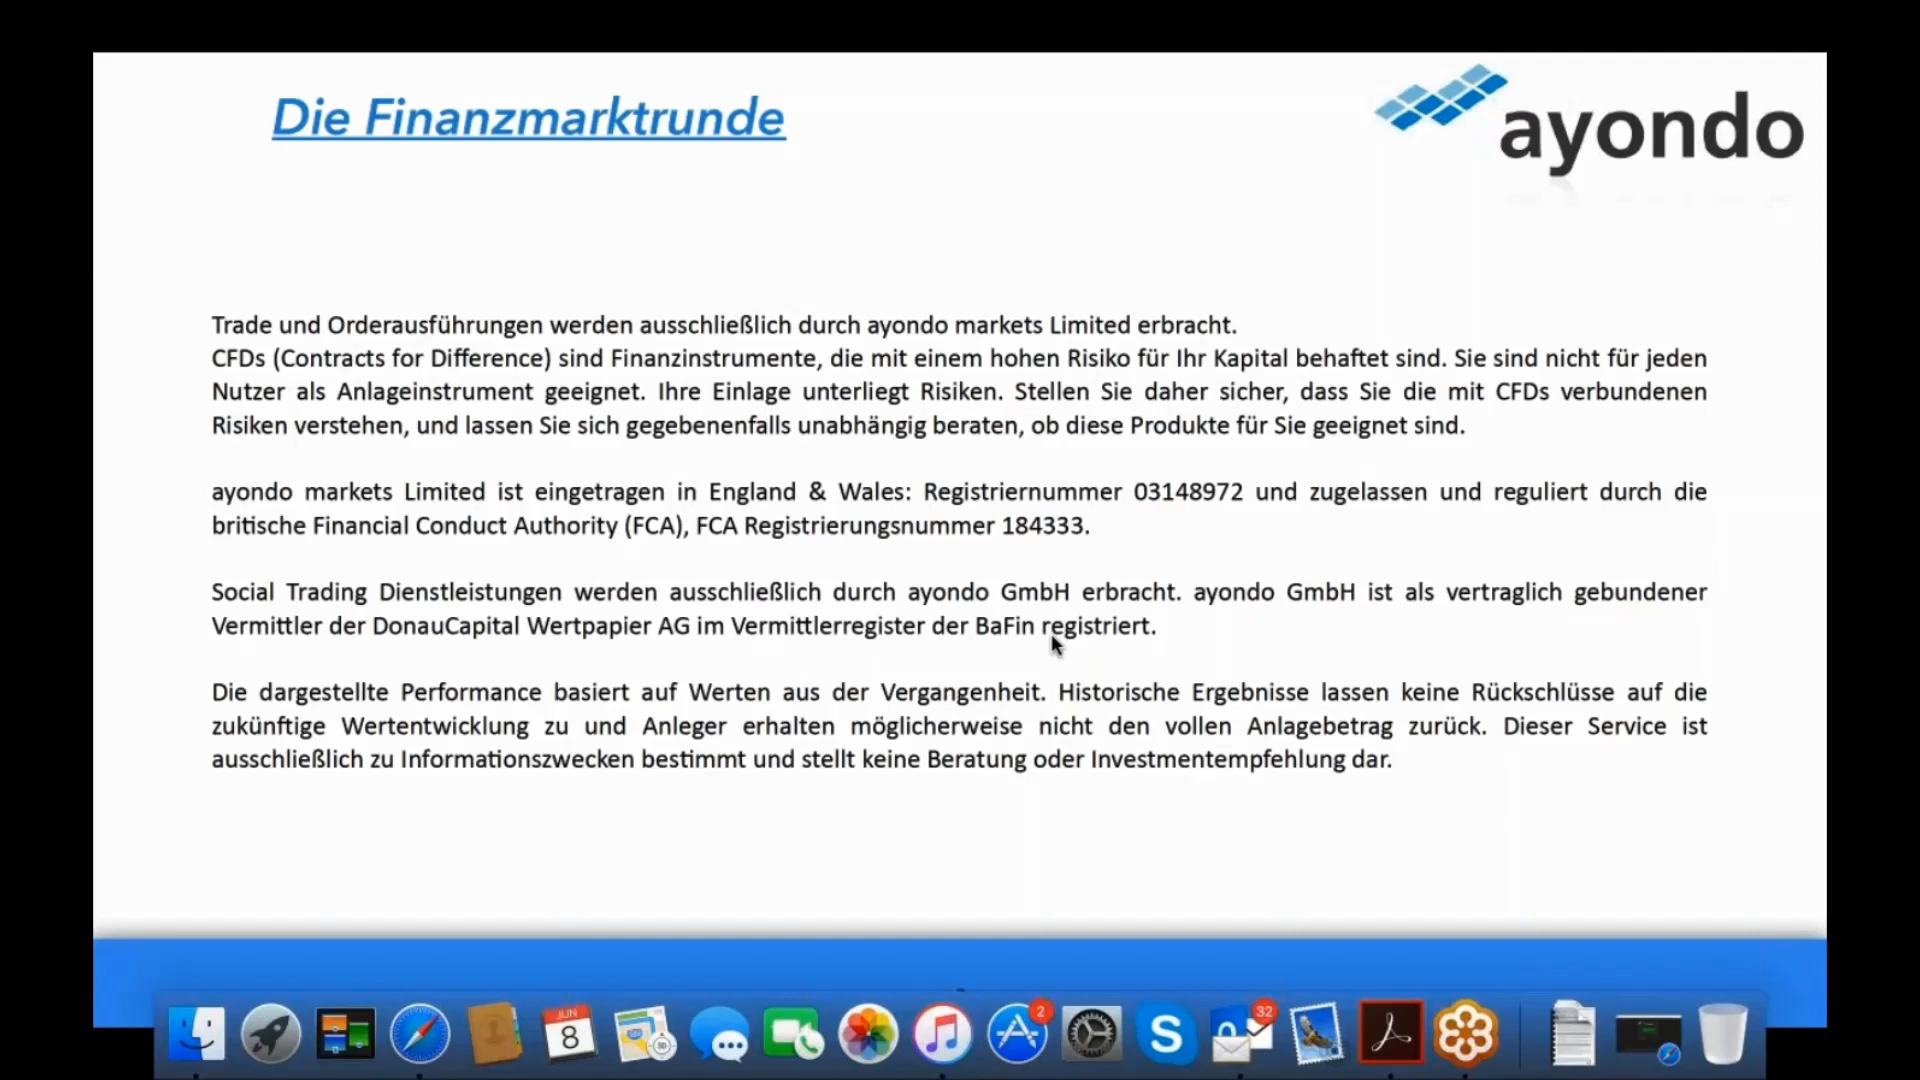 Die Finanzmarktrunde
ayondo
Trade und Orderausführungen werden ausschließlich durch ayondo markets Limited erbracht.
CFDs (Contracts for Difference) sind Finanzinstrumente, die mit einem hohen Risiko für Ihr Kapital behaftet sind. Sie sind nicht für jeden
Nutzer als Anlageinstrument geeignet. Ihre Einlage unterliegt Risiken. Stellen Sie daher sicher, dass Sie die mit CFDs verbundenen
Risiken verstehen, und lassen Sie sich gegebenenfalls unabhängig beraten, ob diese Produkte für Sie geeignet sind.
ayondo markets Limited ist eingetragen in England & Wales: Registriernummer 03148972 und zugelassen und reguliert durch die
britische Financial Conduct Authority (FCA), FCA Registrierungsnummer 184333.
Social Trading Dienstleistungen werden ausschließlich durch ayondo GmbH erbracht. ayondo GmbH ist als vertraglich gebundener
Vermittler der DonauCapital Wertpapier AG im Vermittlerregister der BaFin registriert.
Die dargestellte Performance basiert auf Werten aus der Vergangenheit. Historische Ergebnisse lassen keine Rückschlüsse auf die
zukünftige Wertentwicklung zu und Anleger erhalten möglicherweise nicht den vollen Anlagebetrag zurück. Dieser Service ist
ausschließlich zu Informationszwecken bestimmt und stellt keine Beratung oder Investmentempfehlung dar.
JUN
8
3D
2
S
32